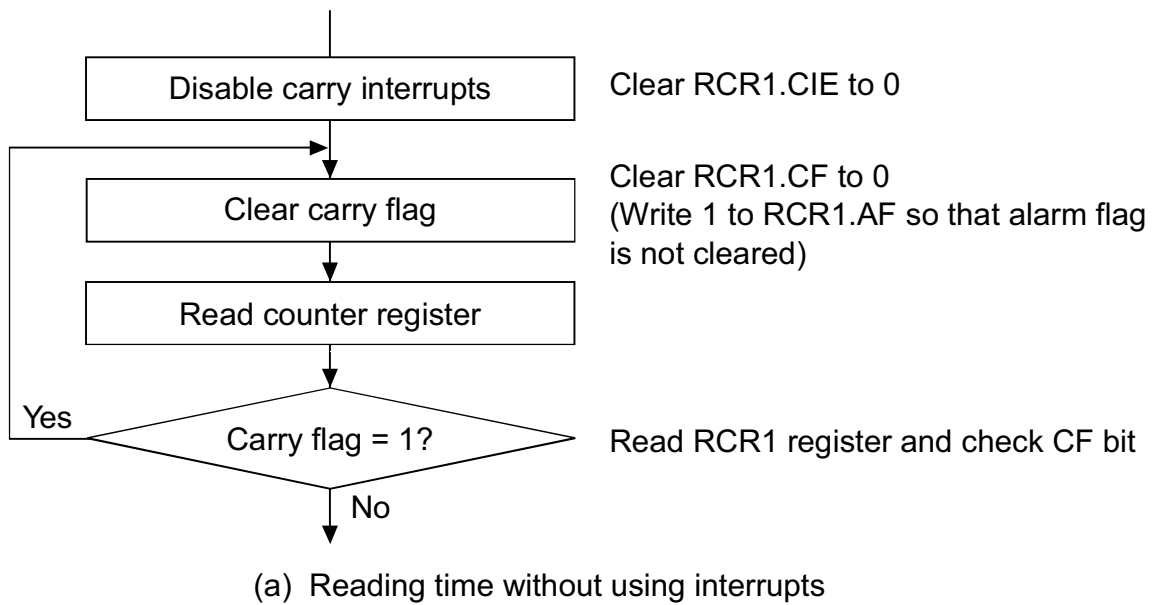 Disable carry interrupts
Clear RCR1.CIE to 0
Clear carry flag
Clear RCR1.CF to 0
(Write 1 to RCR1.AF so that alarm flag
is not cleared)
Read counter register
Yes
Carry flag = 1?
Read RCR1 register and check CF bit
No
(a) Reading time without using interrupts